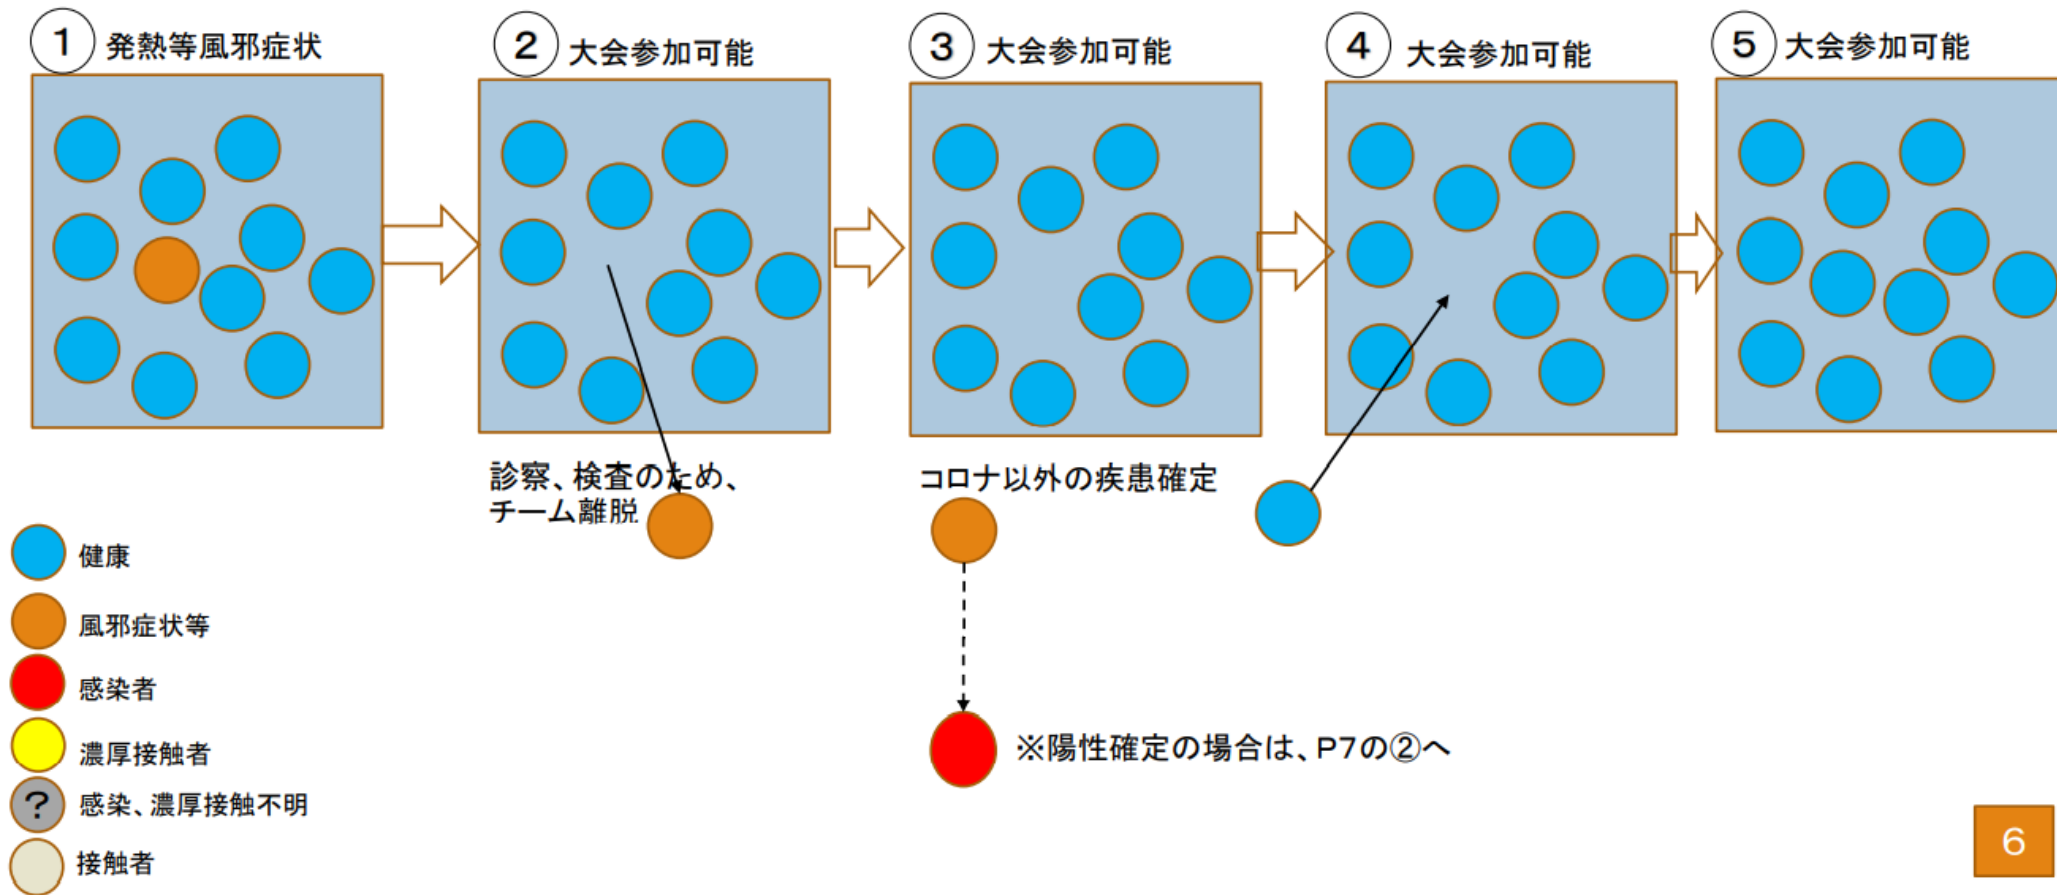 ① 発熱等風邪症状
② 大会参加可能
③ 大会参加可能
④ 大会参加可能
⑤ 大会参加可能
診察、検査のため、
チーム離脱
コロナ以外の疾患確定
※陽性確定の場合は、P7の②へ
健康
風邪症状等
感染者
濃厚接触者
? 感染、濃厚接触不明
接触者
6